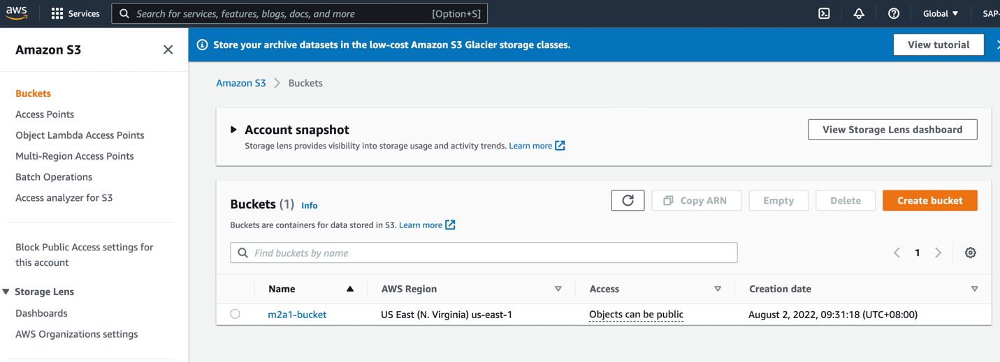 aws
Services
Search for services, features, blogs, docs, and more
[Option+S]
Global
SAP-
Amazon S3
Buckets
Access Points
Object Lambda Access Points
Multi-Region Access Points
Batch Operations
Access analyzer for S3
Block Public Access settings for
this account
Storage Lens
Dashboards
AWS Organizations settings
Store your archive datasets in the low-cost Amazon S3 Glacier storage classes.
View tutorial
Amazon S3 > Buckets
Account snapshot
Storage lens provides visibility into storage usage and activity trends. Learn more
View Storage Lens dashboard
Buckets (1) Info
Buckets are containers for data stored in S3. Learn more
Copy ARN
Empty
Delete
Create bucket
Find buckets by name
1
Name AWS Region Access Creation date
m2a1-bucket US East (N. Virginia) us-east-1 Objects can be public August 2, 2022, 09:31:18 (UTC+08:00)